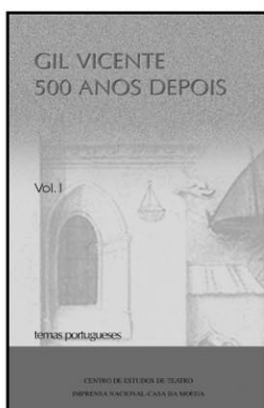 GIL VICENTE
500 ANOS DEPOIS
Vol. I
temas portugueses
CENTRO DE ESTUDOS DE TEATRO
IMPRENSA NACIONAL-CASA DA MOEDA